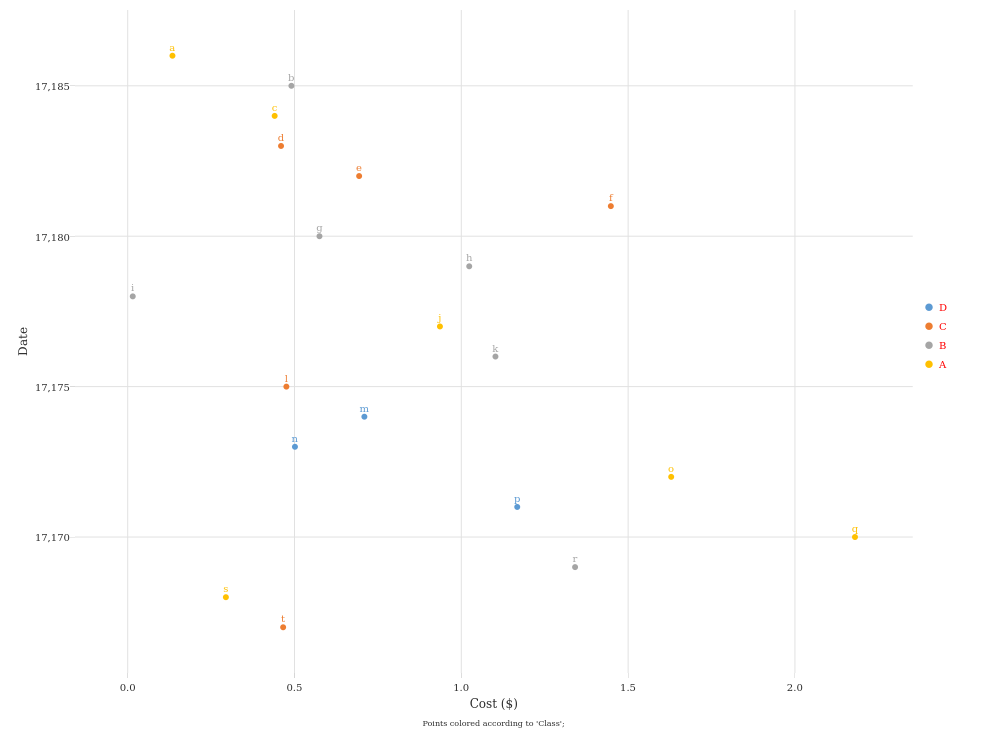 a
b
17,185
c
d
e
f
g
17,180
h
i
j
k
l
17,175
m
n
o
p
q
17,170
r
s
t
Date
D
C
B
A
0.0 0.5 1.0 1.5 2.0
Cost ($)
Points colored according to 'Class';